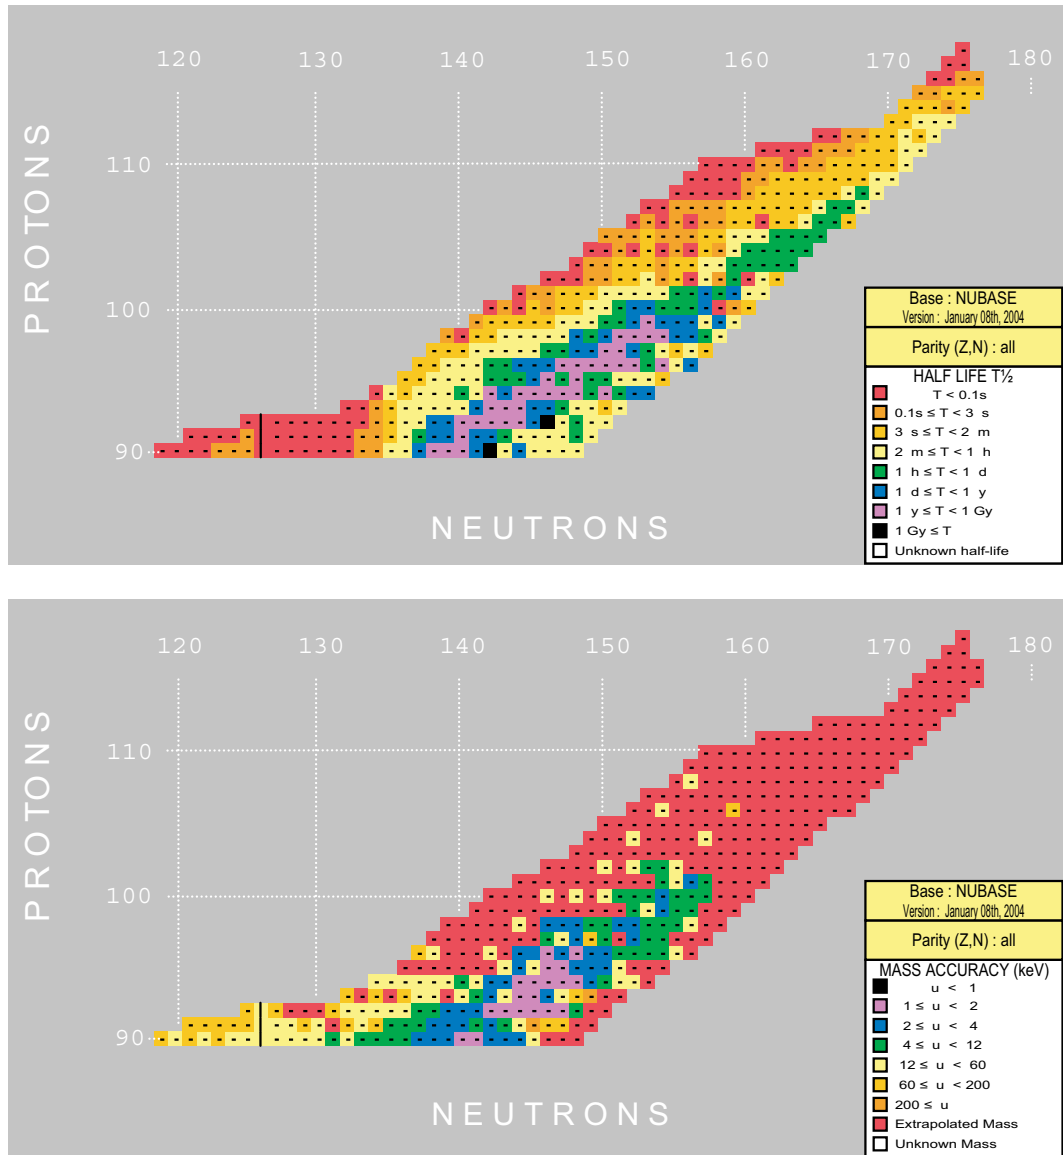 120 130 140 150 160 170 180
PROTONS
110
100
90
NEUTRONS
Base : NUBASE
Version : January 08th, 2004
Parity (Z,N) : all
HALF LIFE T½
T < 0.1s
0.1s ≤ T < 3 s
3 s ≤ T < 2 m
2 m ≤ T < 1 h
1 h ≤ T < 1 d
1 d ≤ T < 1 y
1 y ≤ T < 1 Gy
1 Gy ≤ T
Unknown half-life
120 130 140 150 160 170 180
PROTONS
110
100
90
NEUTRONS
Base : NUBASE
Version : January 08th, 2004
Parity (Z,N) : all
MASS ACCURACY (keV)
u < 1
1 ≤ u < 2
2 ≤ u < 4
4 ≤ u < 12
12 ≤ u < 60
60 ≤ u < 200
200 ≤ u
Extrapolated Mass
Unknown Mass